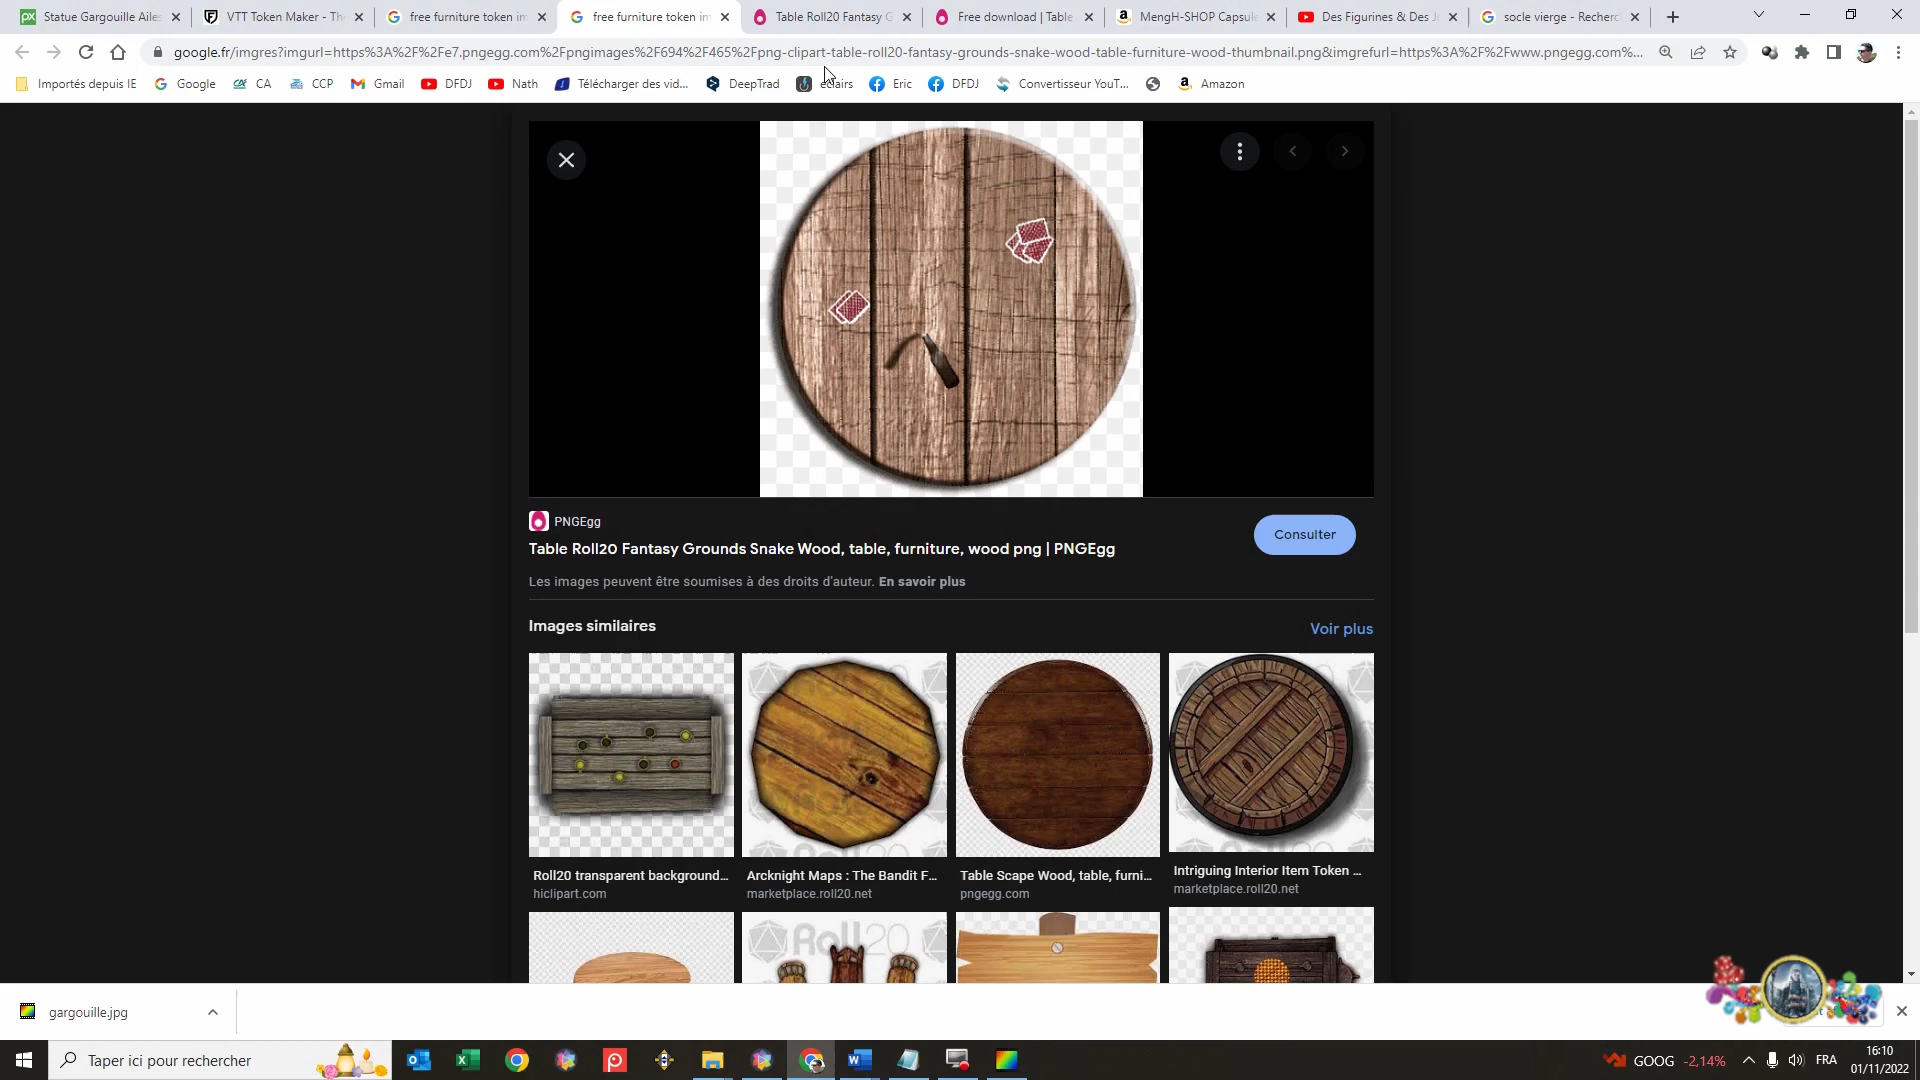 Statue Gargouille Ailes
VTT Token Maker - The
free furniture token im
free furniture token im
Table Roll20 Fantasy G
Free download | Table
MengH-SHOP Capsule
Des Figurines & Des J
socle vierge - Recherc
google.fr/imgres?imgurl=https%3A%2F%2Fe7.pngegg.com%2Fpngimages%2F694%2F465%2Fpng-clipart-table-roll20-fantasy-grounds-snake-wood-table-furniture-wood-thumbnail.png&imgrefurl=https%3A%2F%2Fwww.pngegg.com%...
Importés depuis IE
Google
CA
CCP
Gmail
DFDJ
Nath
Télécharger des vid...
DeepTrad
éclairs
Eric
DFDJ
Convertisseur YouT...
Amazon
PNGEgg
Table Roll20 Fantasy Grounds Snake Wood, table, furniture, wood png | PNGEgg
Consulter
Les images peuvent être soumises à des droits d'auteur. En savoir plus
Images similaires
Voir plus
Roll20 transparent background...
hiclipart.com
Arcknight Maps : The Bandit F...
marketplace.roll20.net
Table Scape Wood, table, furni...
pngegg.com
Intriguing Interior Item Token ...
marketplace.roll20.net
Roll20
gargouille.jpg
Taper ici pour rechercher
GOOG -2,14%
FRA
16:10
01/11/2022